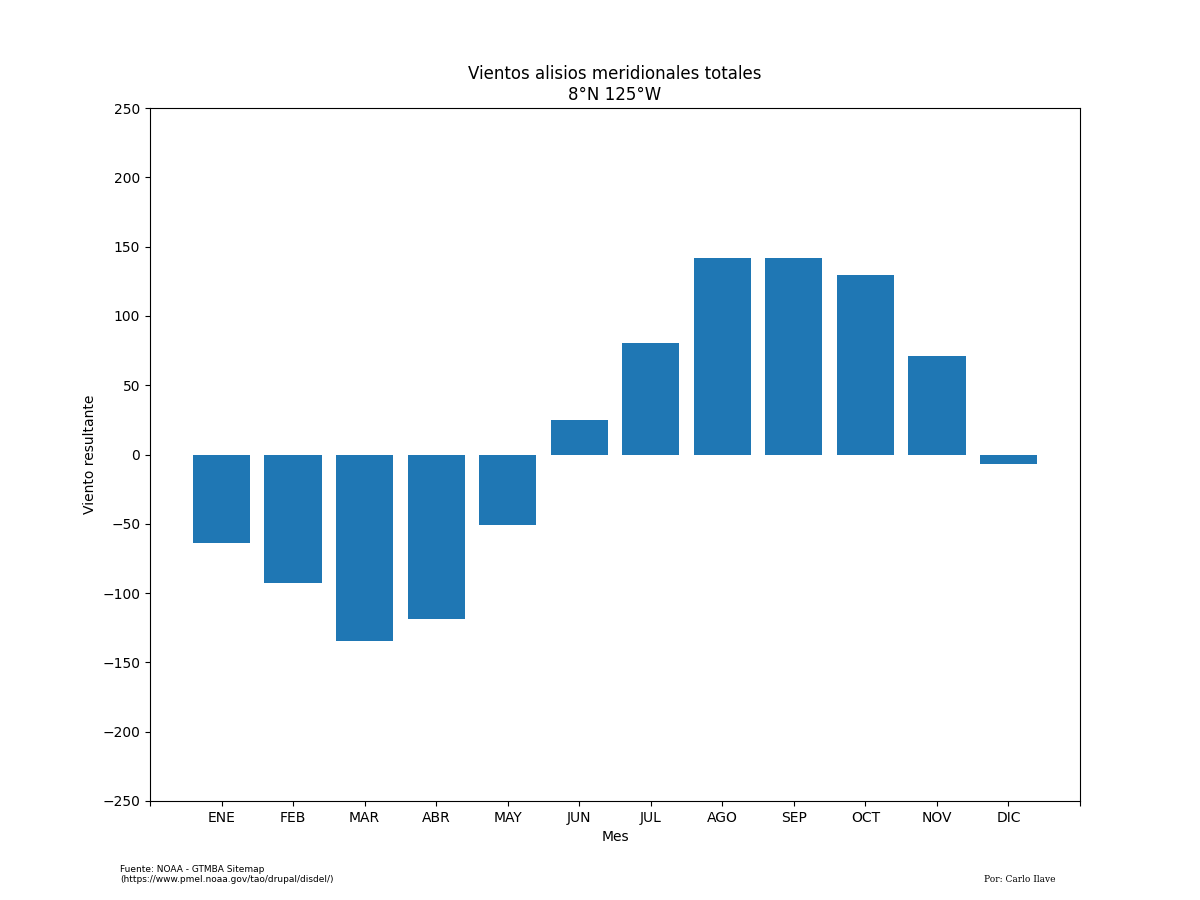 Vientos alisios meridionales totales
8°N 125°W
250
200
150
100
50
0
−50
−100
−150
−200
−250
Viento resultante
ENE FEB MAR ABR MAY JUN JUL AGO SEP OCT NOV DIC
Mes
Fuente: NOAA - GTMBA Sitemap
(https://www.pmel.noaa.gov/tao/drupal/disdel/)
Por: Carlo Ilave